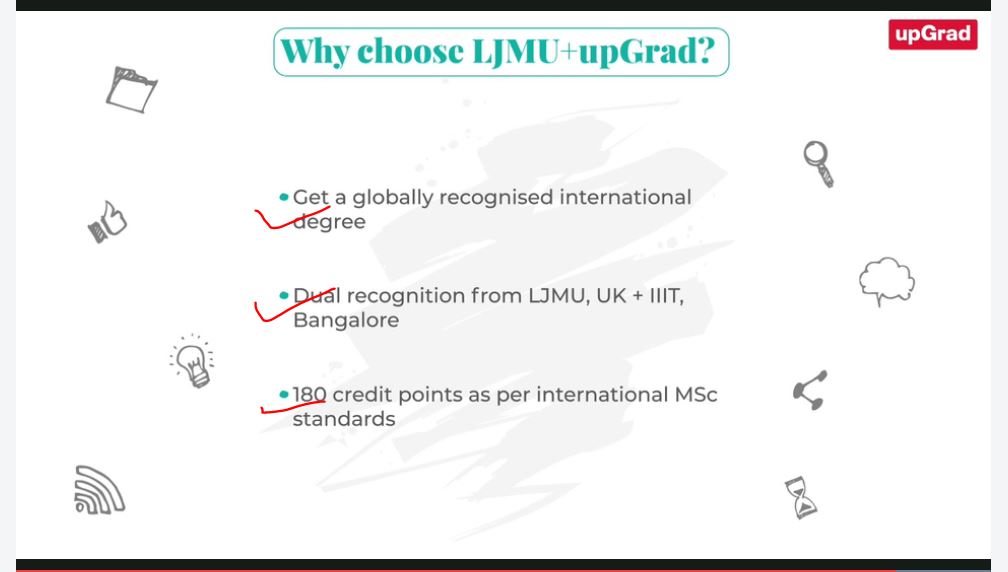 upGrad
Why choose LJMU+upGrad?
• Get a globally recognised international
degree
• Dual recognition from LJMU, UK + IIIT,
Bangalore
• 180 credit points as per international MSc
standards